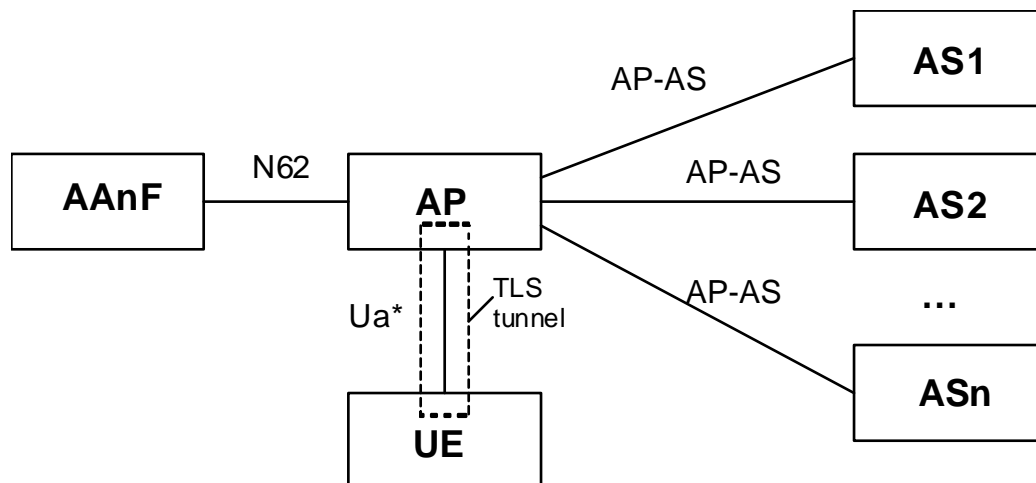 AS1
AP-AS
N62
AAnF
AP
AP-AS
AS2
AP-AS
...
Ua*
TLS
tunnel
ASn
UE